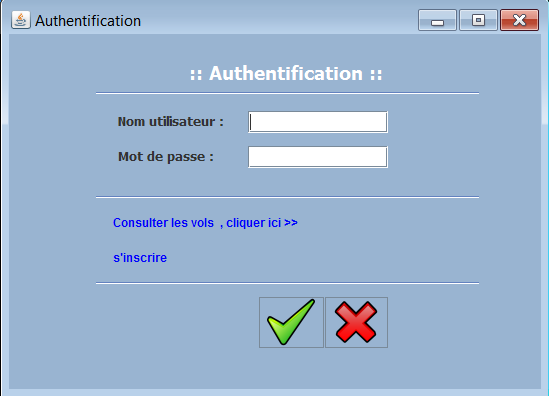 Authentification
:: Authentification ::
Nom utilisateur :
Mot de passe :
Consulter les vols , cliquer ici >>
s'inscrire